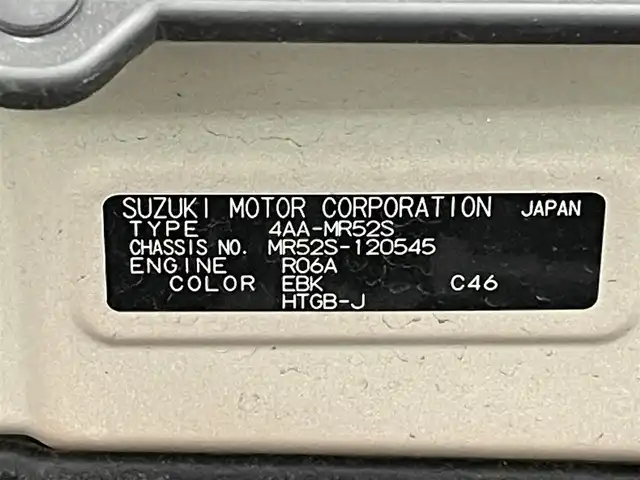 SUZUKI MOTOR CORPORATION JAPAN
TYPE 4AA-MR52S
CHASSIS NO. MR52S-120545
ENGINE R06A
COLOR EBK C46
HTGB-J